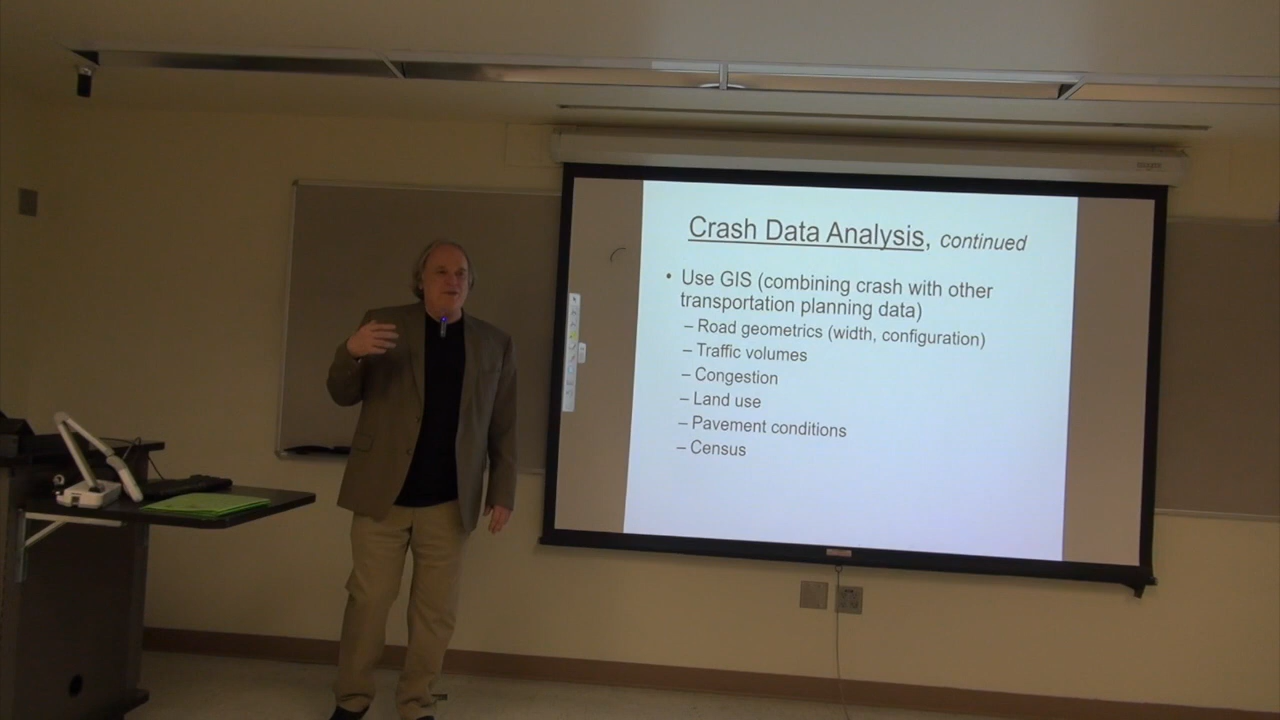 Crash Data Analysis, continued
• Use GIS (combining crash with other
transportation planning data)
– Road geometrics (width, configuration)
– Traffic volumes
– Congestion
– Land use
– Pavement conditions
– Census